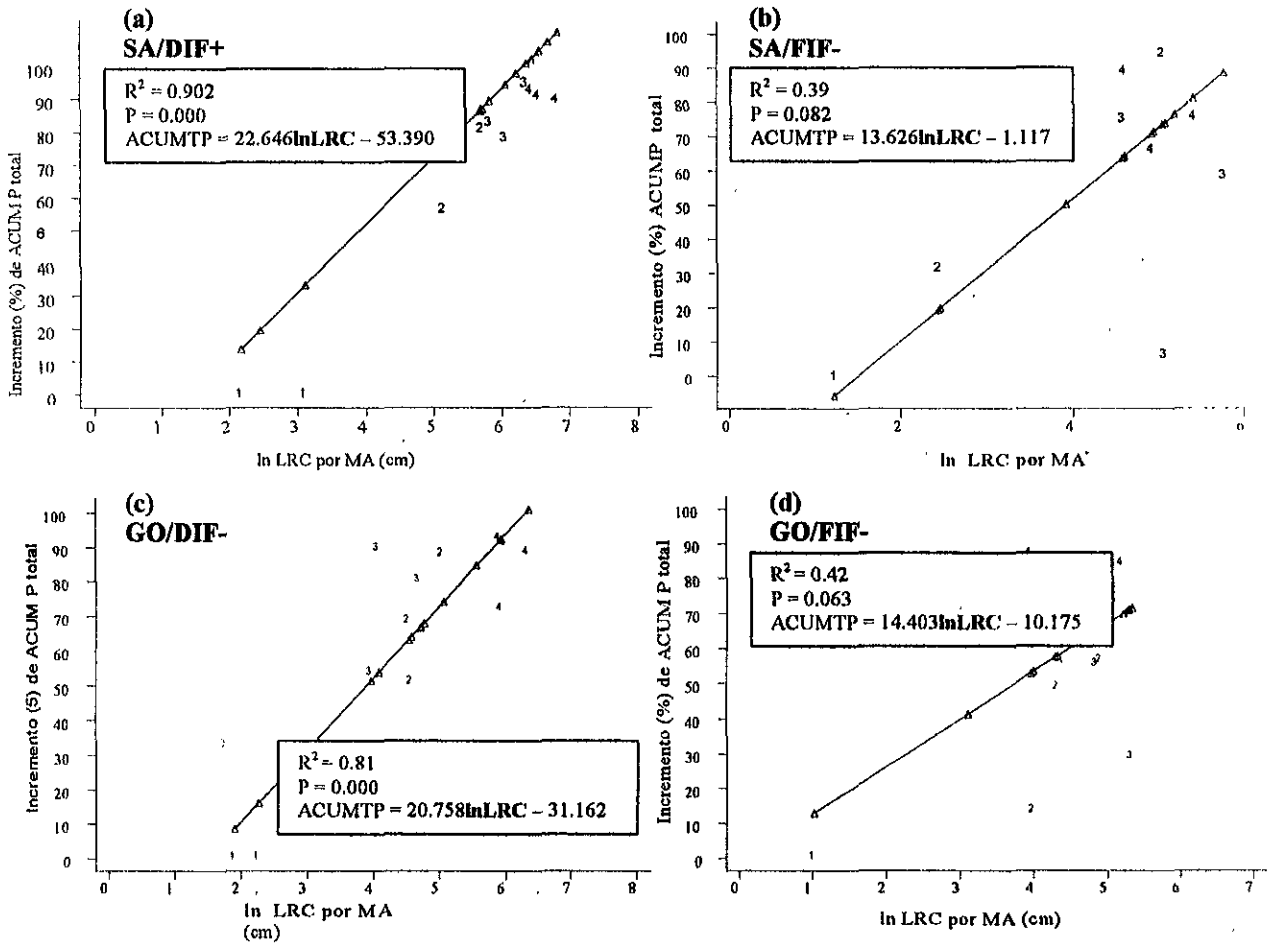 (a)
SA/DIF+
R² = 0.902
P = 0.000
ACUMTP = 22.646lnLRC – 53.390
Incremento (%) de ACUM P total
100
90
80
70
60
50
6
40
30
20
10
0
0 1 2 3 4 5 6 7 8
ln LRC por MA (cm)
(b)
SA/FIF-
R² = 0.39
P = 0.082
ACUMTP = 13.626lnLRC – 1.117
Incremento (%) ACUM P total
100
90
80
70
60
50
40
30
20
10
0
0 2 4 6
ln LRC por MA
(c)
GO/DIF-
R² = 0.81
P = 0.000
ACUMTP = 20.758lnLRC – 31.162
Incremento (5) de ACUM P total
100
90
80
70
60
50
40
30
20
10
0
0 1 2 3 4 5 6 7 8
ln LRC por MA
(cm)
(d)
GO/FIF-
R² = 0.42
P = 0.063
ACUMTP = 14.403lnLRC – 10.175
Incremento (%) de ACUM P total
100
90
80
70
60
50
40
30
20
10
0
0 1 2 3 4 5 6 7
ln LRC por MA (cm)